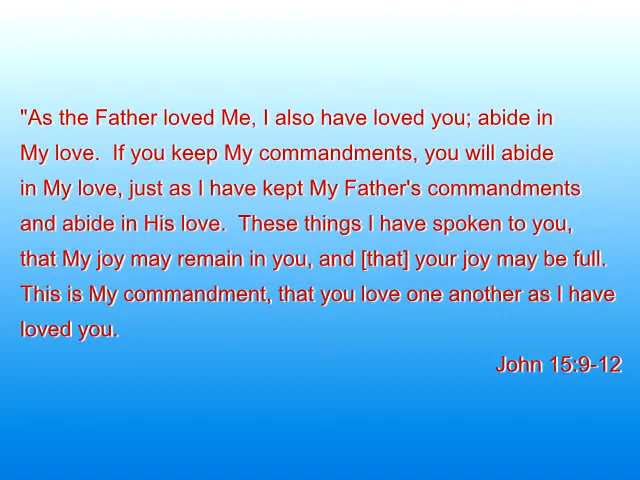 "As the Father loved Me, I also have loved you; abide in
My love.  If you keep My commandments, you will abide
in My love, just as I have kept My Father's commandments
and abide in His love.  These things I have spoken to you,
that My joy may remain in you, and [that] your joy may be full.
This is My commandment, that you love one another as I have
loved you.
John 15:9-12